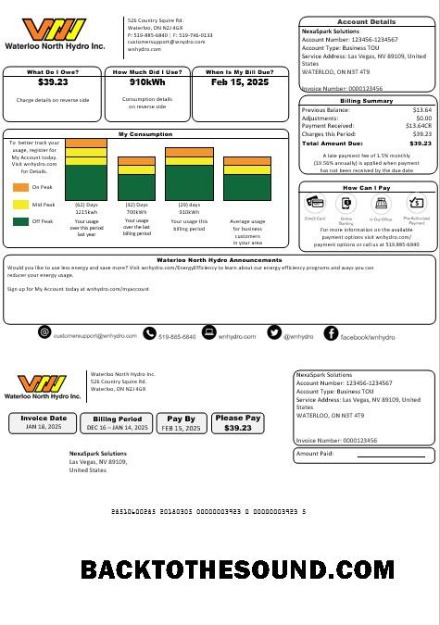 Waterloo North Hydro Inc.
526 Country Squire Rd.
Waterloo, ON N2J 4G9
P: 519-885-6840 | F: 519-746-0133
customersupport@wnhydro.com
wnhydro.com
Account Details
NexaSpark Solutions
Account Number: 123456-1234567
Account Type: Business TOU
Service Address: Las Vegas, NV 89109, United
States
WATERLOO, ON N3T 4T9
Invoice Number: 0000123456
What Do I Owe?
$39.23
Charge details on reverse side
How Much Did I Use?
910kWh
Consumption details
on reverse side
When Is My Bill Due?
Feb 15, 2025
Billing Summary
Previous Balance: $13.64
Adjustments: $0.00
Payment Received: $13.64CR
Charges this Period: $39.23
Total Amount Due: $39.23
A late payment fee of 1.5% monthly
(19.56% annually) is applied when payment
has not been received by the due date
My Consumption
To better track your
usage, register for
My Account today.
Visit wnhydro.com
for Details.
On Peak
Mid Peak
Off Peak
(62) Days
1215kwh
Your usage
over this period
last year
(32) Days
790kWh
Your usage
over the last
billing period
(29) days
910kWh
Your usage this
billing period
Average usage
for business
customers
in your area
How Can I Pay
Credit Card
Online
Banking
In Our Office
Pre-Authorized
Payment
For more information on the available
payment options visit wnhydro.com/
payment options or call us at 519-885-6840
Waterloo North Hydro Announcements
Would you like to use less energy and save more? Visit wnhydro.com/EnergyEfficiency to learn about our energy efficiency programs and ways you can
reduce your energy usage.
Sign up for My Account today at wnhydro.com/myaccount
customersupport@wnhydro.com
519-885-6840
wnhydro.com
@wnhydro
facebook/wnhydro
Waterloo North Hydro Inc.
Waterloo North Hydro Inc.
526 Country Squire Rd.
Waterloo, ON N2J 4G9
NexaSpark Solutions
Account Number: 123456-1234567
Account Type: Business TOU
Service Address: Las Vegas, NV 89109, United
States
WATERLOO, ON N3T 4T9
Invoice Number: 0000123456
Invoice Date
JAN 18, 2025
Billing Period
DEC 16 – JAN 14, 2025
Pay By
FEB 15, 2025
Please Pay
$39.23
Amount Paid:
NexaSpark Solutions
Las Vegas, NV 89109,
United States
26510600265 20180305 00000003923 0 0000003923 5
BACKTOTHESOUND.COM